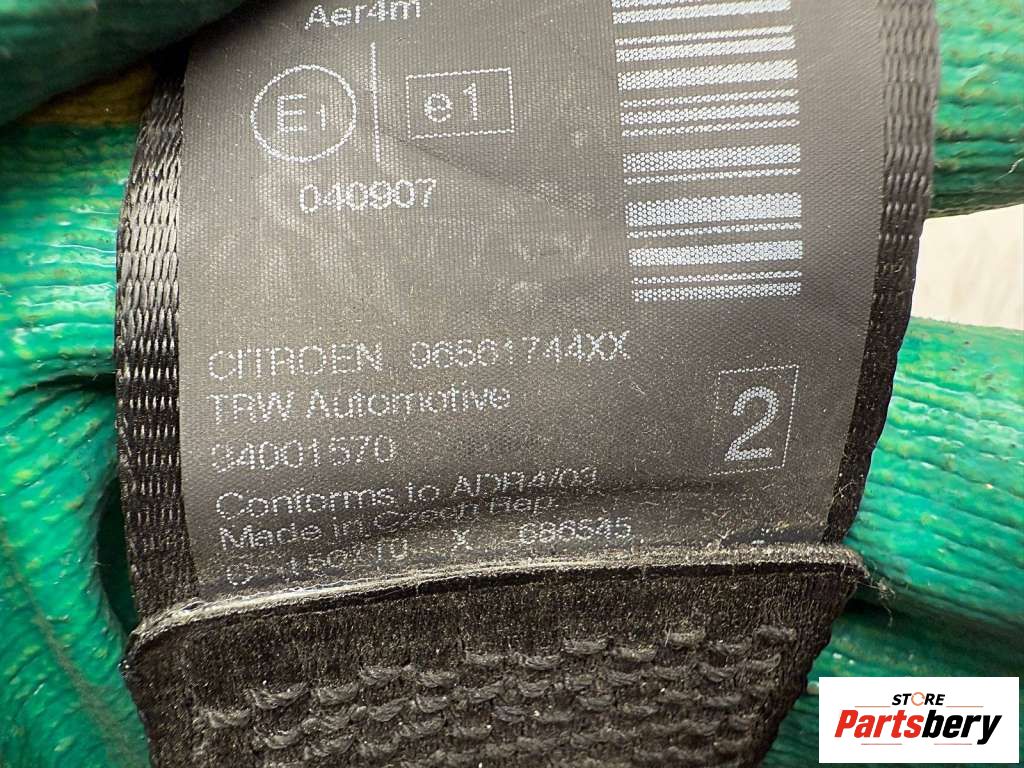 Aer4m
E1 e1
040907
CITROEN 96561744XX
TRW Automotive
34001570
2
Conforms to ADR4/03
Made in Czech Rep.
X 686545
STORE
Partsbery